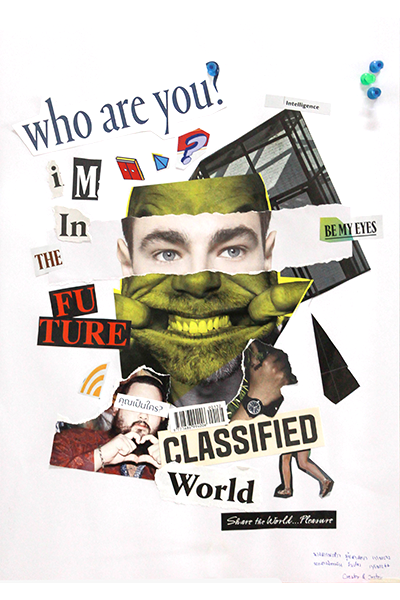 who are you?
?
Intelligence
i M
In
BE MY EYES
THE
FU
TURE
คุณเป็นใคร?
CLASSIFIED
World
Share the World...Pleasure